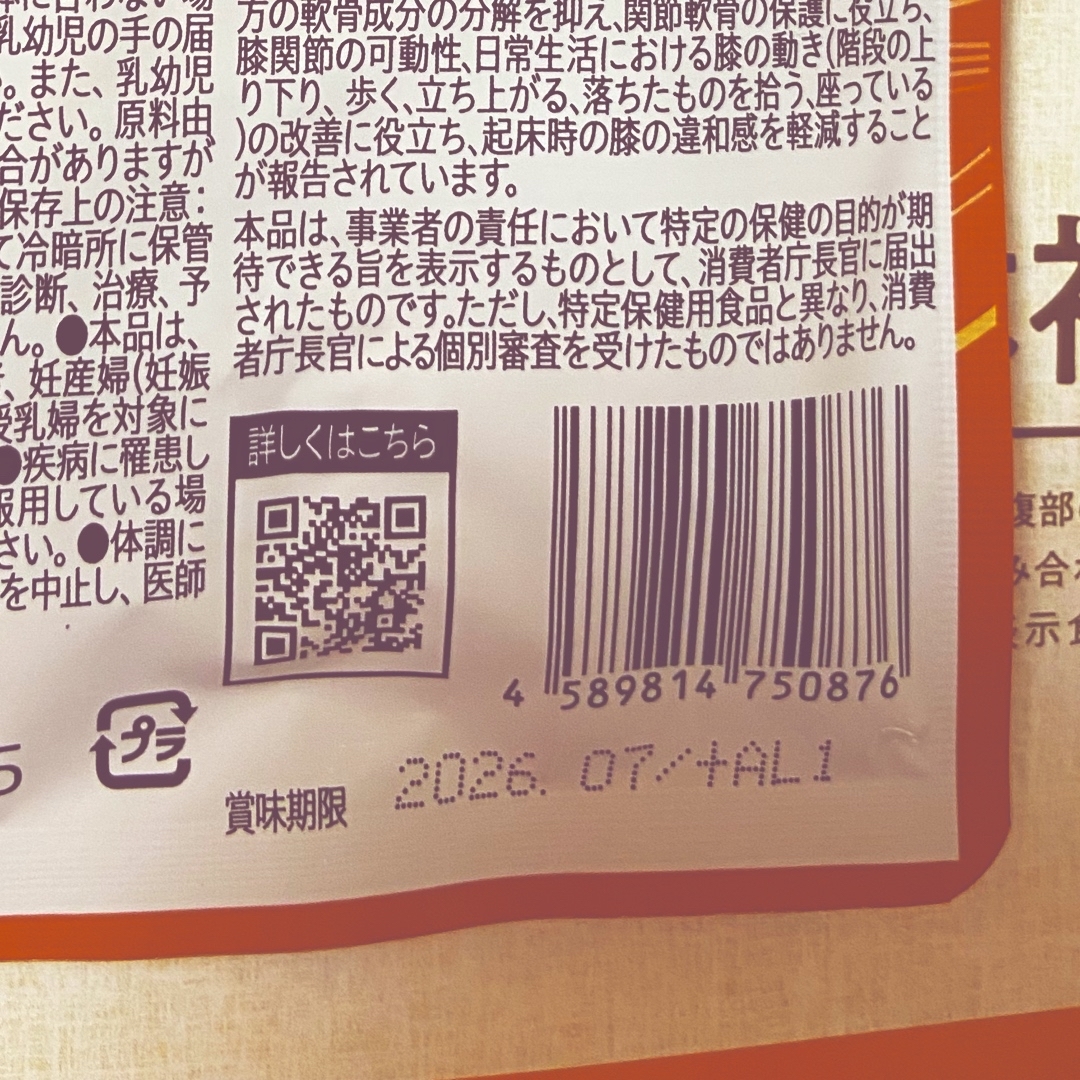 乳幼児の手の届
。また、乳幼児
ださい。原料由
合がありますが
保存上の注意：
て冷暗所に保管
診断、治療、予
ん。●本品は、
、妊産婦(妊娠
授乳婦を対象に
●疾病に罹患し
服用している場
さい。●体調に
を中止し、医師
方の軟骨成分の分解を抑え、関節軟骨の保護に役立ち、
膝関節の可動性、日常生活における膝の動き(階段の上
り下り、歩く、立ち上がる、落ちたものを拾う、座っている
)の改善に役立ち、起床時の膝の違和感を軽減すること
が報告されています。
本品は、事業者の責任において特定の保健の目的が期
待できる旨を表示するものとして、消費者庁長官に届出
されたものです。ただし、特定保健用食品と異なり、消費
者庁長官による個別審査を受けたものではありません。
詳しくはこちら
4 589814 750876
5
プラ
賞味期限 2026. 07/+AL1
腹部
み合わ
示食